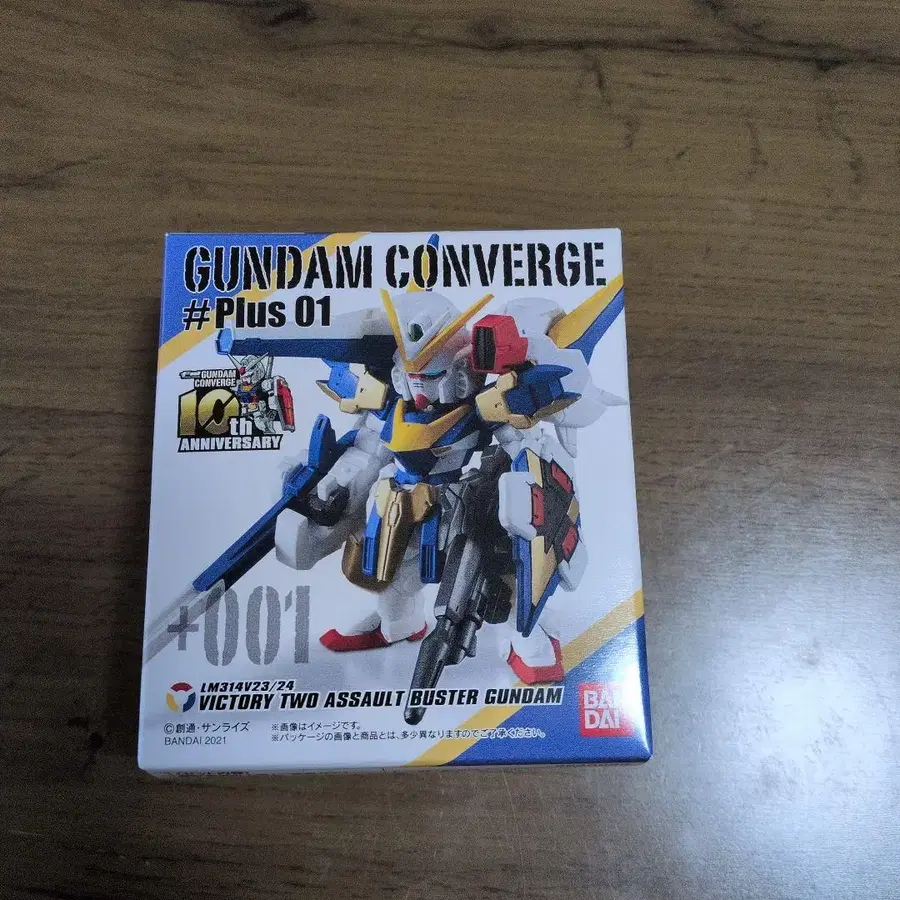 GUNDAM CONVERGE
#Plus 01
GUNDAM
CONVERGE
10th
ANNIVERSARY
+001
LM314V23/24
VICTORY TWO ASSAULT BUSTER GUNDAM
BAN
DAI
©創通・サンライズ
BANDAI 2021
※画像はイメージです。
※パッケージの画像と商品とは、多少異なりますのでご了承ください。